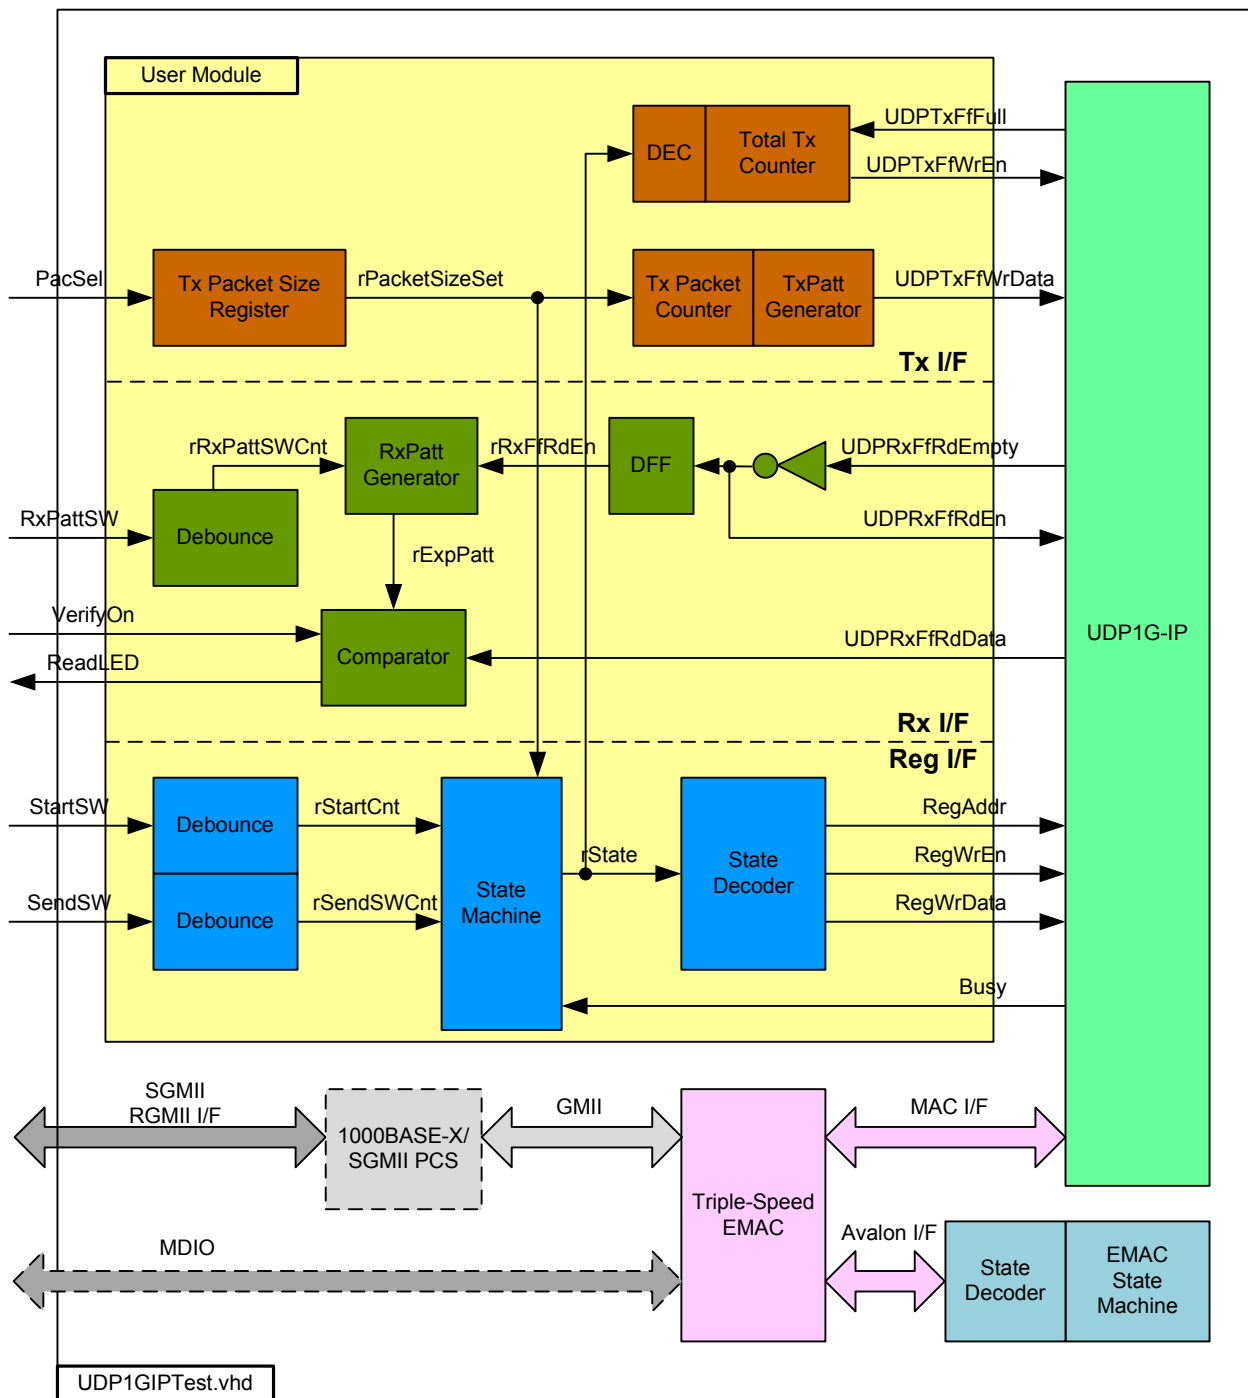 User Module
DEC
Total Tx
Counter
UDPTxFfFull
UDPTxFfWrEn
PacSel
Tx Packet Size
Register
rPacketSizeSet
Tx Packet
Counter
TxPatt
Generator
UDPTxFfWrData
Tx I/F
rRxPattSWCnt
RxPatt
Generator
rRxFfRdEn
DFF
UDPRxFfRdEmpty
RxPattSW
Debounce
UDPRxFfRdEn
rExpPatt
VerifyOn
ReadLED
Comparator
UDPRxFfRdData
UDP1G-IP
Rx I/F
Reg I/F
StartSW
Debounce
rStartCnt
SendSW
Debounce
rSendSWCnt
State
Machine
rState
State
Decoder
RegAddr
RegWrEn
RegWrData
Busy
SGMII
RGMII I/F
1000BASE-X/
SGMII PCS
GMII
MAC I/F
Triple-Speed
EMAC
MDIO
Avalon I/F
State
Decoder
EMAC
State
Machine
UDP1GIPTest.vhd